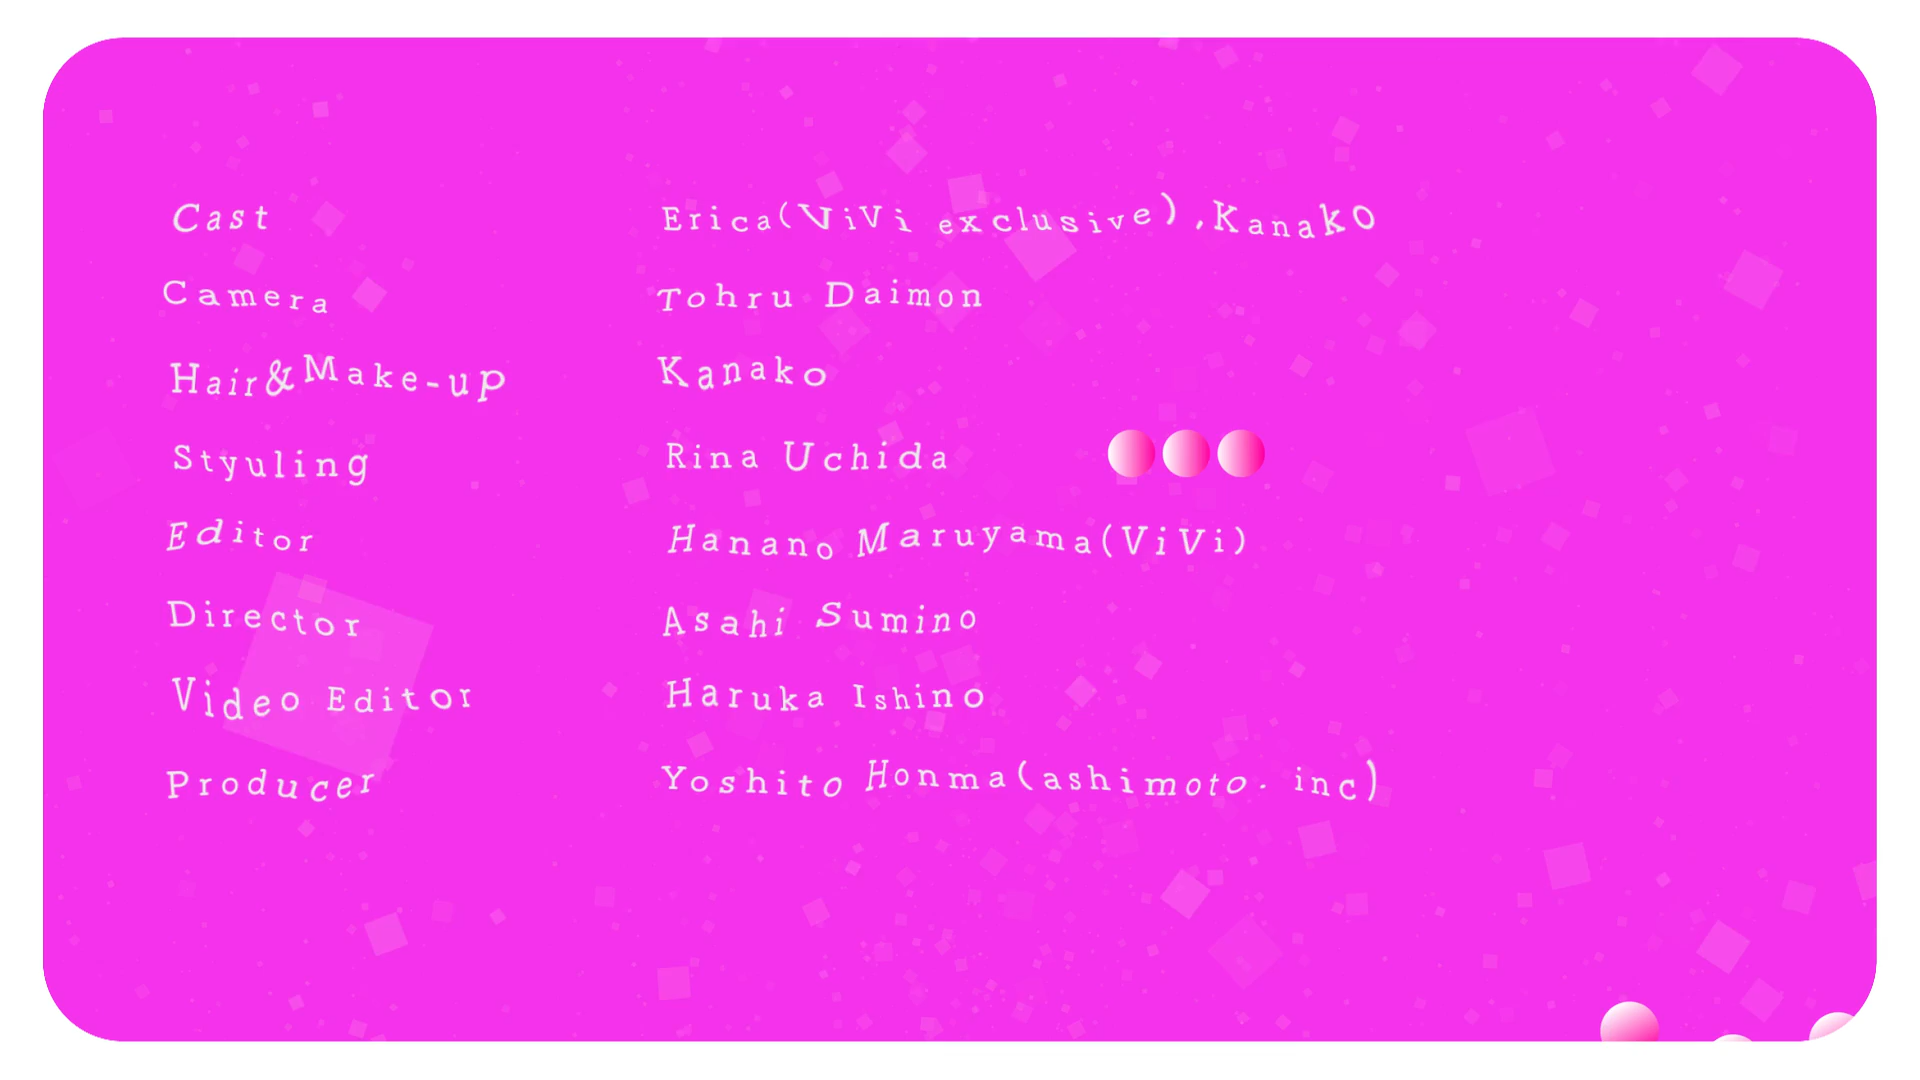 Cast Erica(ViVi exclusive),Kanako
Camera Tohru Daimon
Hair&Make-up Kanako
Styuling Rina Uchida
Editor Hanano Maruyama(ViVi)
Director Asahi Sumino
Video Editor Haruka Ishino
Producer Yoshito Honma(ashimoto. inc)